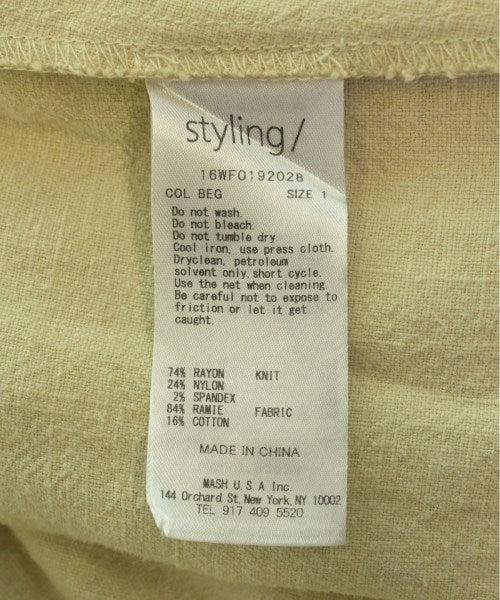 styling/
16WF0192028
COL BEG SIZE 1
Do not wash.
Do not bleach.
Do not tumble dry.
Cool iron, use press cloth.
Dryclean, petroleum
solvent only, short cycle.
Use the net when cleaning.
Be careful not to expose to
friction or let it get
caught.
74% RAYON KNIT
24% NYLON
2% SPANDEX
84% RAMIE FABRIC
16% COTTON
MADE IN CHINA
MASH U.S.A Inc.
144 Orchard St. New York, NY 10002
TEL 917 409 5520